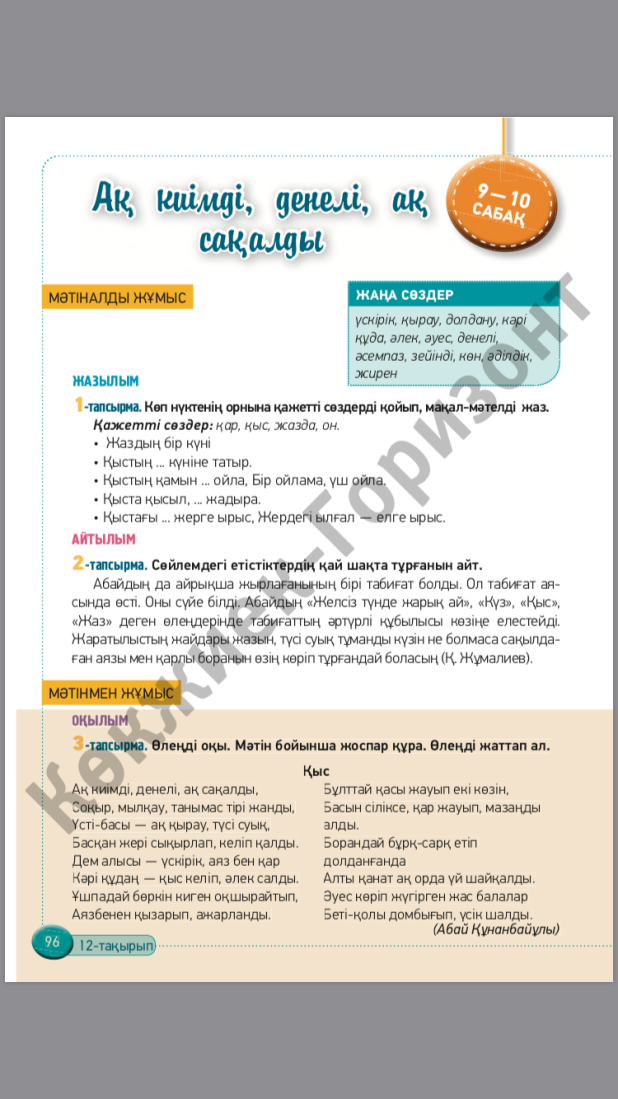 Ақ киімді, денелі, ақ
сақалды
9—10
САБАҚ
МӘТІНАЛДЫ ЖҰМЫС
ЖАҢА СӨЗДЕР
үскірік, қырау, долдану, кәрі
құда, әлек, әуес, денелі,
әсемпаз, зейінді, көн, әділдік,
жирен
ЖАЗЫЛЫМ
1-тапсырма. Көп нүктенің орнына қажетті сөздерді қойып, мақал-мәтелді жаз.
Қажетті сөздер: қар, қыс, жазда, он.
• Жаздың бір күні
• Қыстың ... күніне татыр.
• Қыстың қамын ... ойла, Бір ойлама, үш ойла.
• Қыста қысыл, ... жадыра.
• Қыстағы ... жерге ырыс, Жердегі ылғал — елге ырыс.
АЙТЫЛЫМ
2-тапсырма. Сөйлемдегі етістіктердің қай шақта тұрғанын айт.
Абайдың да айрықша жырлағанының бірі табиғат болды. Ол табиғат ая-
сында өсті. Оны сүйе білді. Абайдың «Желсіз түнде жарық ай», «Күз», «Қыс»,
«Жаз» деген өлеңдерінде табиғаттың әртүрлі құбылысы көзіңе елестейді.
Жаратылыстың жайдары жазын, түсі суық тұманды күзін не болмаса сақылда-
ған аязы мен қарлы боранын өзің көріп тұрғандай боласың (Қ. Жұмалиев).
МӘТІНМЕН ЖҰМЫС
ОҚЫЛЫМ
3-тапсырма. Өлеңді оқы. Мәтін бойынша жоспар құра. Өлеңді жаттап ал.
Қыс
Ақ киімді, денелі, ақ сақалды,
Соқыр, мылқау, танымас тірі жанды,
Үсті-басы — ақ қырау, түсі суық,
Басқан жері сықырлап, келіп қалды.
Дем алысы — үскірік, аяз бен қар
Кәрі құдаң — қыс келіп, әлек салды.
Ұшпадай бөркін киген оқшырайтып,
Аязбенен қызарып, ажарланды.
Бұлттай қасы жауып екі көзін,
Басын сіліксе, қар жауып, мазаңды
алды.
Борандай бұрқ-сарқ етіп
долданғанда
Алты қанат ақ орда үй шайқалды.
Әуес көріп жүгірген жас балалар
Беті-қолы домбығып, үсік шалды.
(Абай Құнанбайұлы)
96
12-тақырып
Көкжиек-Горизонт